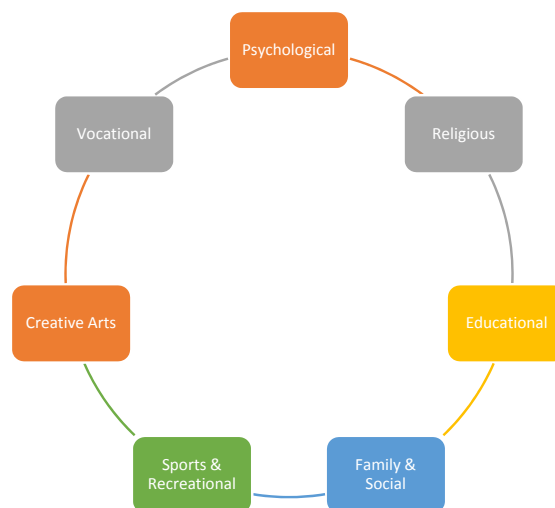 Psychological
Religious
Educational
Family &
Social
Sports &
Recreational
Creative Arts
Vocational